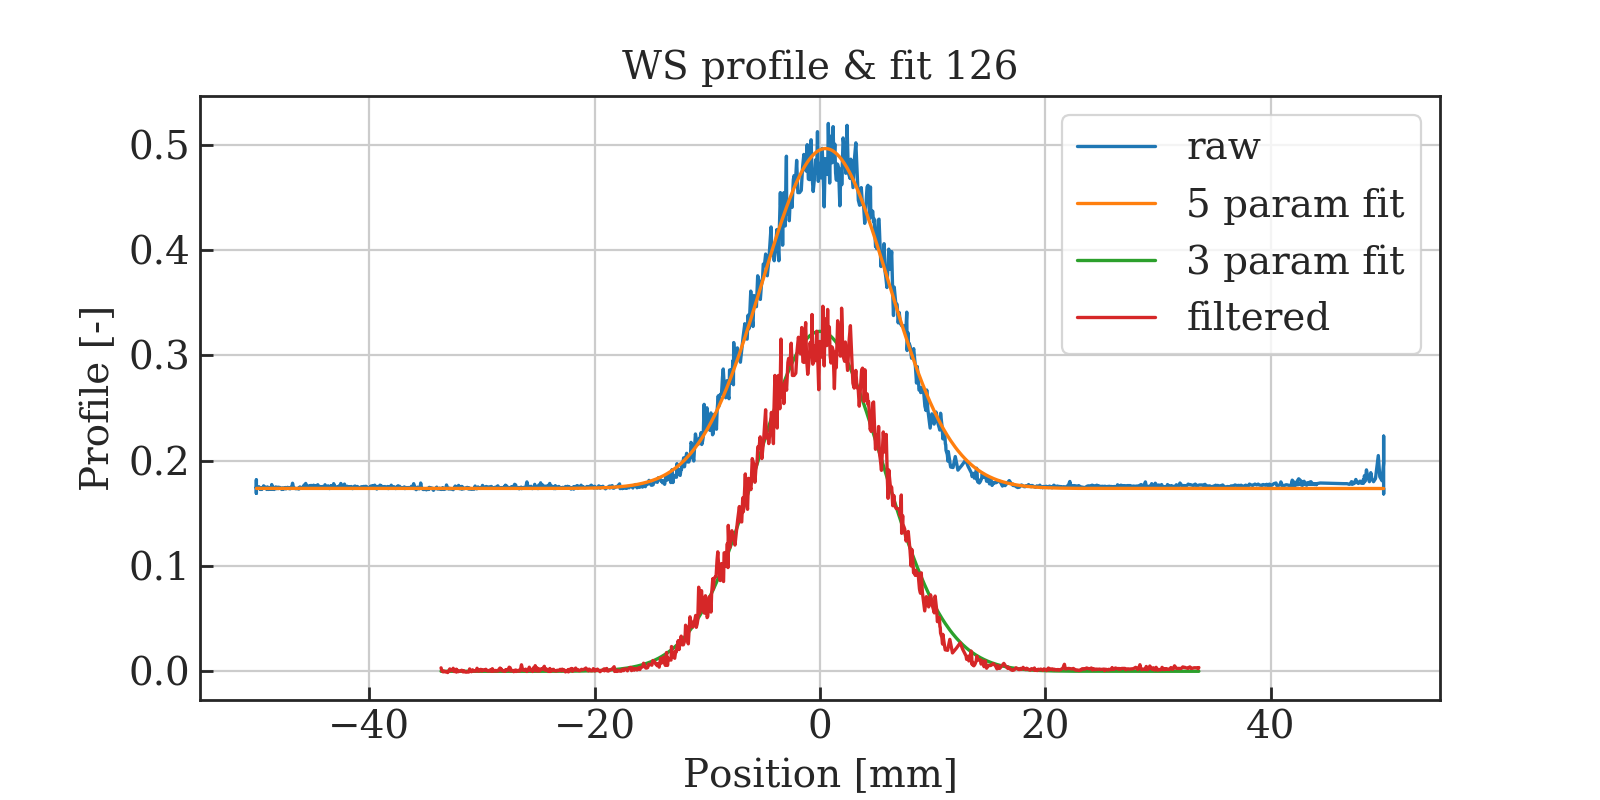 WS profile & fit 126
raw
5 param fit
3 param fit
filtered
Profile [-]
0.5
0.4
0.3
0.2
0.1
0.0
−40
−20
0
20
40
Position [mm]